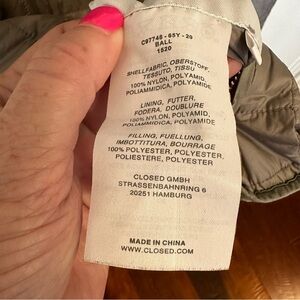 C97746-65Y-20
BALL
1520
SHELLFABRIC, OBERSTOFF,
TESSUTO, TISSU
100% NYLON, POLYAMID,
POLIAMMIDICA, POLYAMIDE
LINING, FUTTER,
FODERA, DOUBLURE
100% NYLON, POLYAMID,
POLIAMMIDICA, POLYAMIDE
FILLING, FUELLUNG,
IMBOTTITURA, BOURRAGE
100% POLYESTER, POLYESTER,
POLIESTERE, POLYESTER
CLOSED GMBH
STRASSENBAHNRING 6
20251 HAMBURG
MADE IN CHINA
WWW.CLOSED.COM